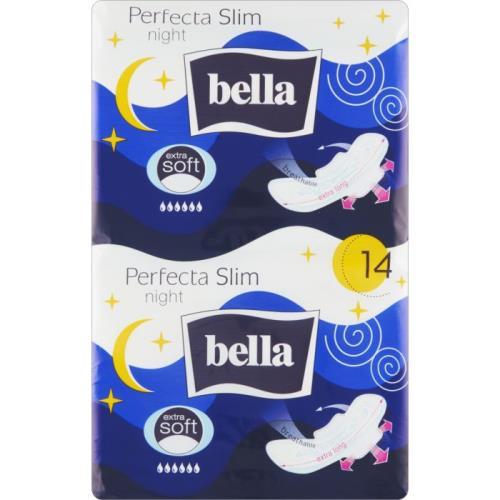 Perfecta Slim
night
bella
extra
soft
breathable
extra long
Perfecta Slim
night
14
bella
extra
soft
breathable
extra long